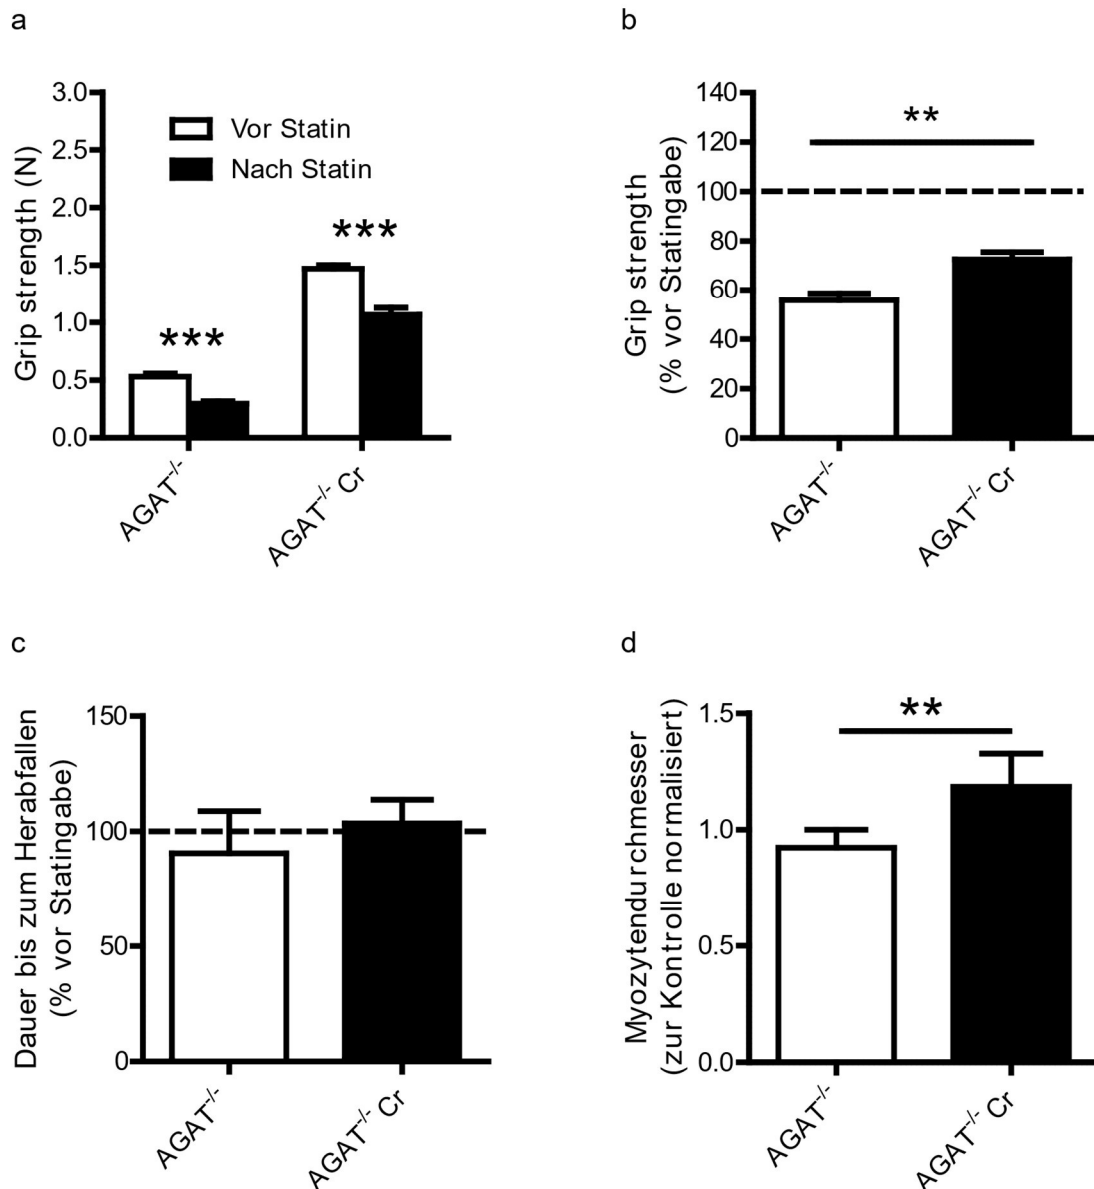 a
Grip strength (N)
3.0
2.5
2.0
1.5
1.0
0.5
0.0
Vor Statin
Nach Statin
***
***
AGAT-/-
AGAT-/- Cr
b
Grip strength
(% vor Statingabe)
140
120
100
80
60
40
20
0
**
AGAT-/-
AGAT-/- Cr
c
Dauer bis zum Herabfallen
(% vor Statingabe)
150
100
50
0
AGAT-/-
AGAT-/- Cr
d
Myozytendurchmesser
(zur Kontrolle normalisiert)
1.5
1.0
0.5
0.0
**
AGAT-/-
AGAT-/- Cr